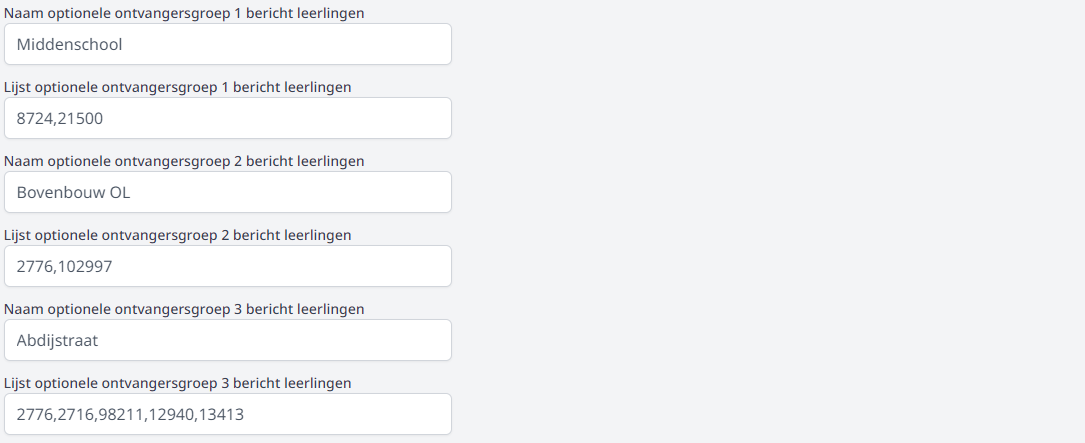 Naam optionele ontvangersgroep 1 bericht leerlingen
Middenschool
Lijst optionele ontvangersgroep 1 bericht leerlingen
8724,21500
Naam optionele ontvangersgroep 2 bericht leerlingen
Bovenbouw OL
Lijst optionele ontvangersgroep 2 bericht leerlingen
2776,102997
Naam optionele ontvangersgroep 3 bericht leerlingen
Abdijstraat
Lijst optionele ontvangersgroep 3 bericht leerlingen
2776,2716,98211,12940,13413